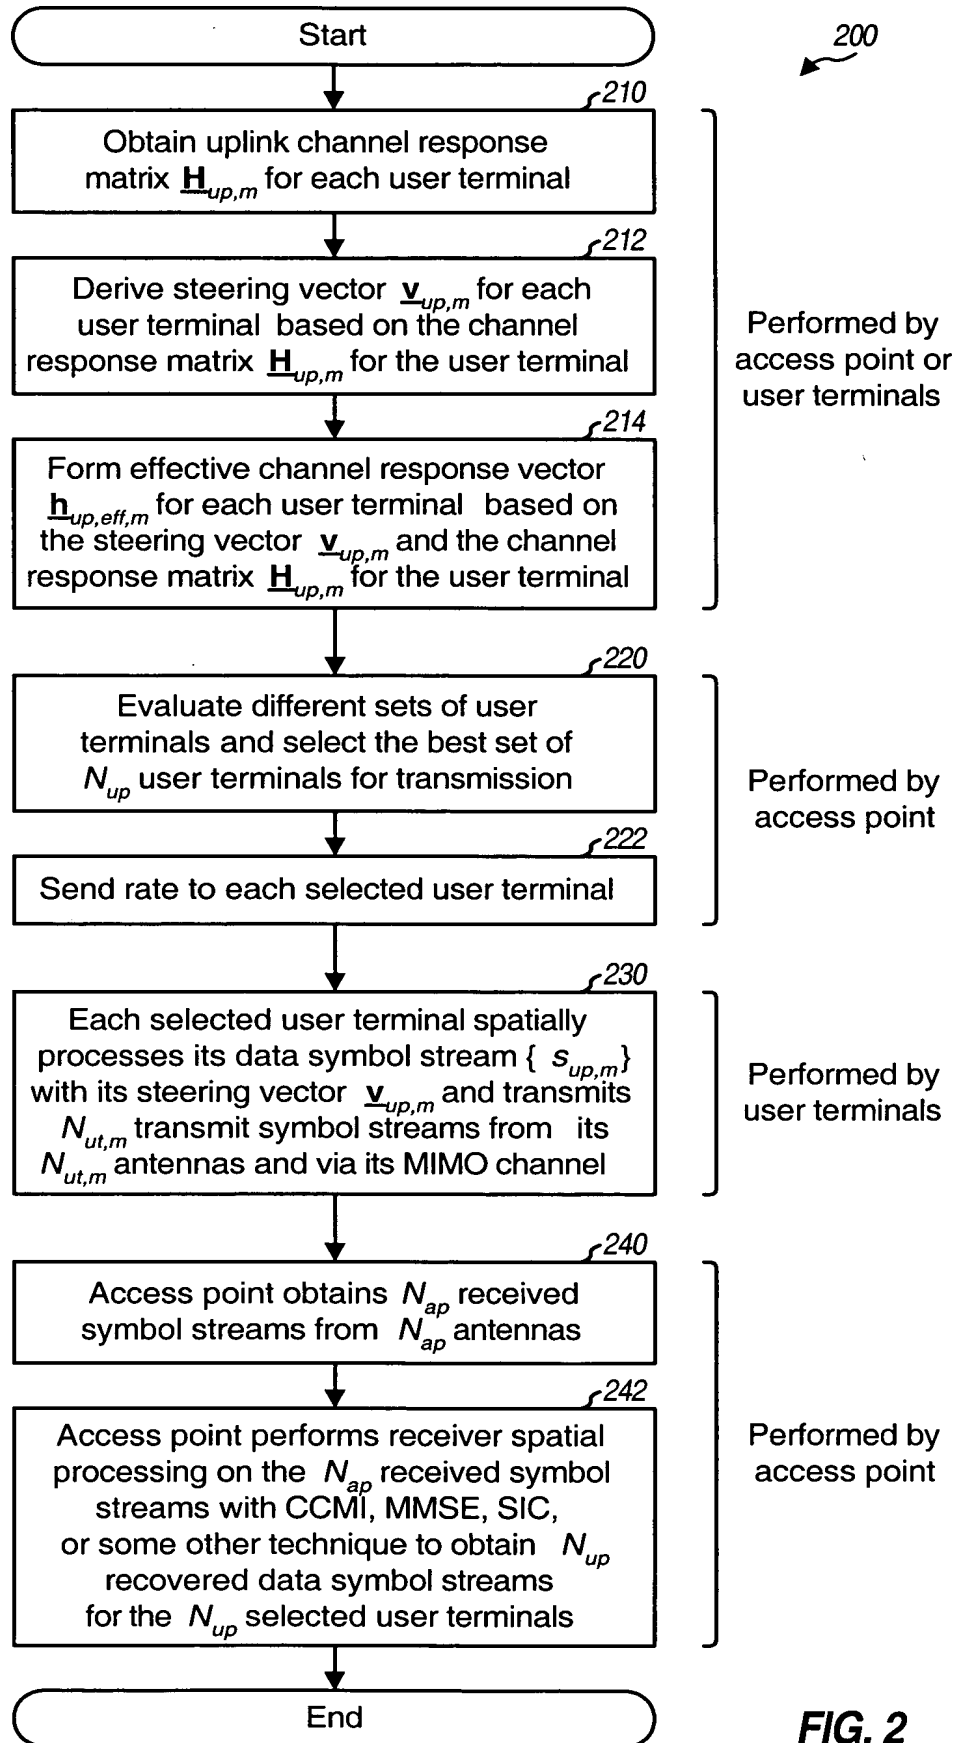 Start
200
210
Obtain uplink channel response
matrix H_up,m for each user terminal
212
Derive steering vector v_up,m for each
user terminal based on the channel
response matrix H_up,m for the user terminal
Performed by
access point or
user terminals
214
Form effective channel response vector
h_up,eff,m for each user terminal based on
the steering vector v_up,m and the channel
response matrix H_up,m for the user terminal
220
Evaluate different sets of user
terminals and select the best set of
N_up user terminals for transmission
Performed by
access point
222
Send rate to each selected user terminal
230
Each selected user terminal spatially
processes its data symbol stream { s_up,m}
with its steering vector v_up,m and transmits
N_ut,m transmit symbol streams from its
N_ut,m antennas and via its MIMO channel
Performed by
user terminals
240
Access point obtains N_ap received
symbol streams from N_ap antennas
242
Access point performs receiver spatial
processing on the N_ap received symbol
streams with CCMI, MMSE, SIC,
or some other technique to obtain N_up
recovered data symbol streams
for the N_up selected user terminals
Performed by
access point
End
FIG. 2